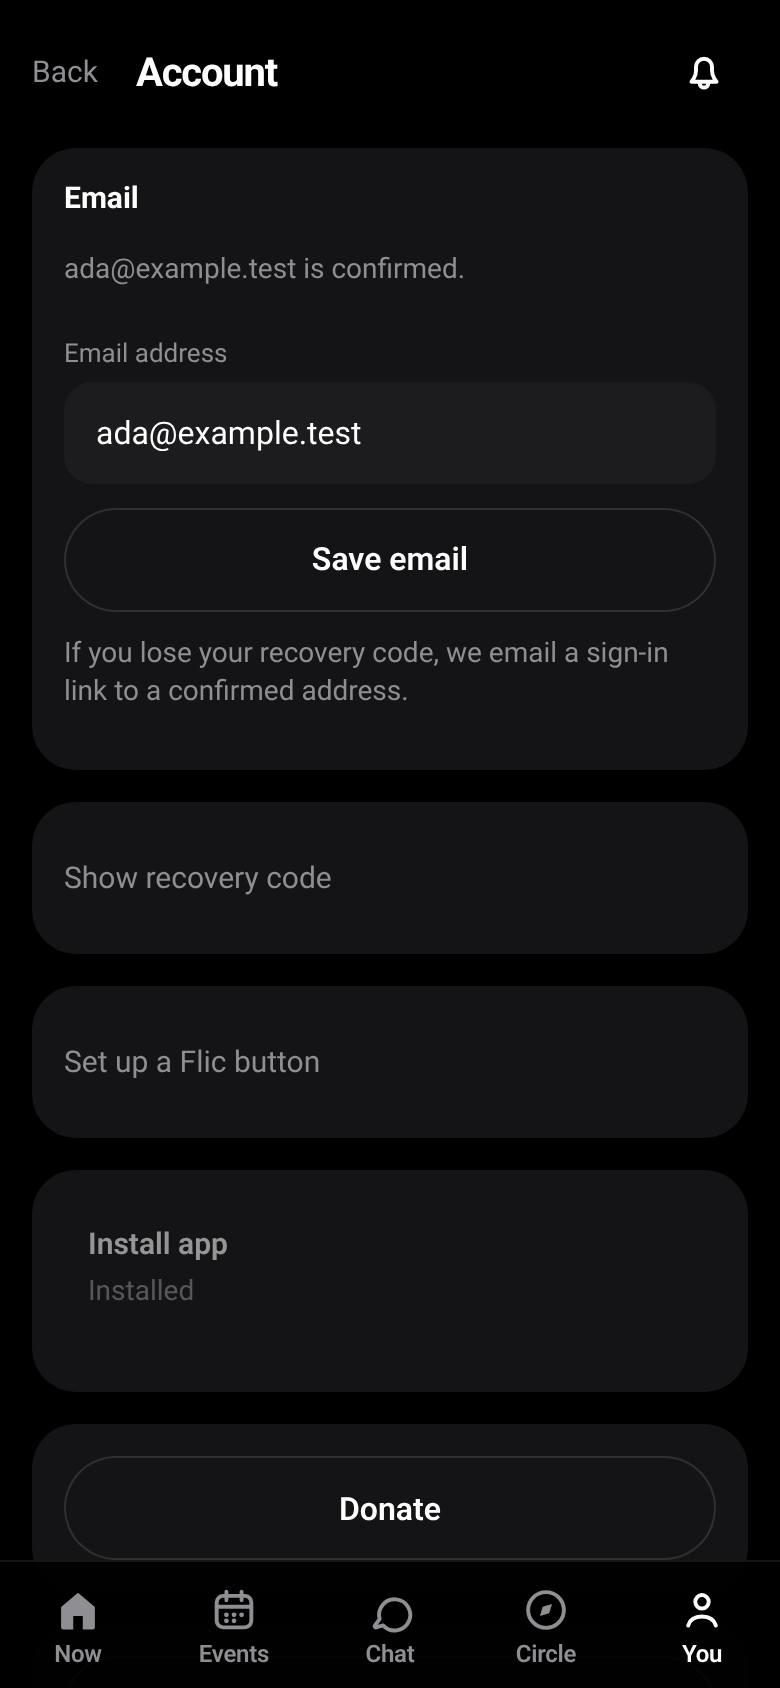 Back
Account
Email
ada@example.test is confirmed.
Email address
ada@example.test
Save email
If you lose your recovery code, we email a sign-in
link to a confirmed address.
Show recovery code
Set up a Flic button
Install app
Installed
Donate
Now
Events
Chat
Circle
You